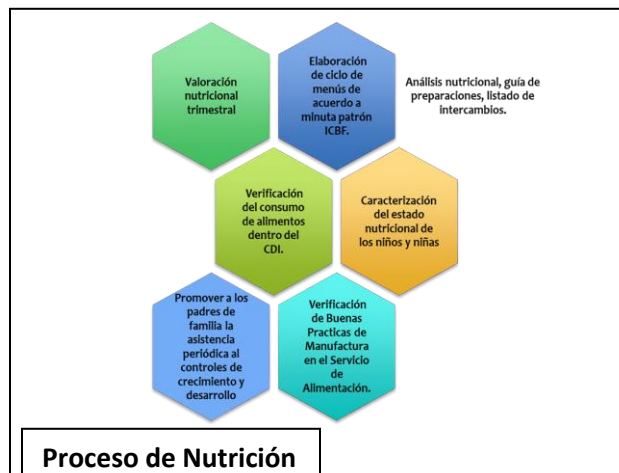 Valoración
nutricional
trimestral
Elaboración
de ciclo de
menús de
acuerdo a
minuta patrón
ICBF.
Análisis nutricional, guía de
preparaciones, listado de
intercambios.
Verificación
del consumo
de alimentos
dentro del
CDI.
Caracterización
del estado
nutricional de
los niños y niñas
Promover a los
padres de
familia la
asistencia
periódica al
controles de
crecimiento y
desarrollo
Verificación
de Buenas
Practicas de
Manufactura
en el Servicio
de
Alimentación.
Proceso de Nutrición